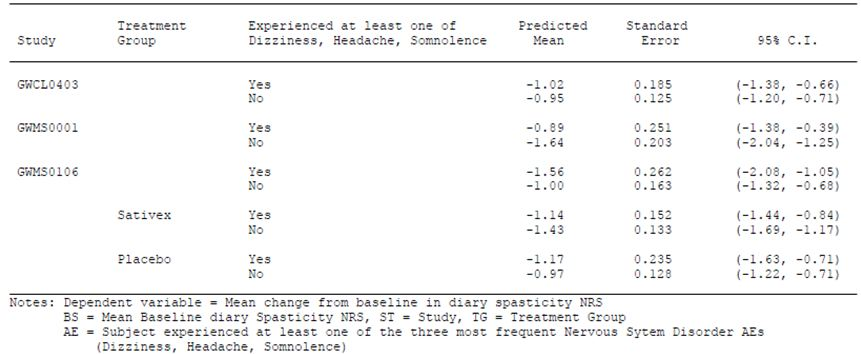 Study Treatment Group Experienced at least one of Dizziness, Headache, Somnolence Predicted Mean Standard Error 95% C.I.
GWCL0403 Yes -1.02 0.185 (-1.38, -0.66)
No -0.95 0.125 (-1.20, -0.71)
GWMS0001 Yes -0.89 0.251 (-1.38, -0.39)
No -1.64 0.203 (-2.04, -1.25)
GWMS0106 Yes -1.56 0.262 (-2.08, -1.05)
No -1.00 0.163 (-1.32, -0.68)
Sativex Yes -1.14 0.152 (-1.44, -0.84)
No -1.43 0.133 (-1.69, -1.17)
Placebo Yes -1.17 0.235 (-1.63, -0.71)
No -0.97 0.128 (-1.22, -0.71)
Notes: Dependent variable = Mean change from baseline in diary spasticity NRS
BS = Mean Baseline diary Spasticity NRS, ST = Study, TG = Treatment Group
AE = Subject experienced at least one of the three most frequent Nervous Sytem Disorder AEs
(Dizziness, Headache, Somnolence)